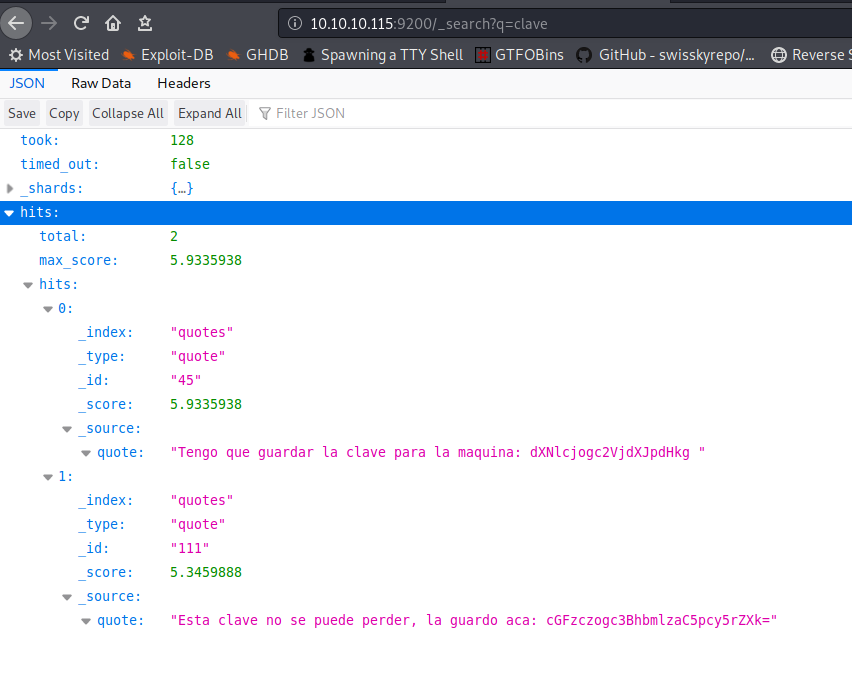 10.10.10.115:9200/_search?q=clave
Most Visited Exploit-DB GHDB Spawning a TTY Shell GTFOBins GitHub - swisskyrepo/... Reverse S
JSON Raw Data Headers
Save Copy Collapse All Expand All Filter JSON
took: 128
timed_out: false
_shards: {…}
hits:
total: 2
max_score: 5.9335938
hits:
0:
_index: "quotes"
_type: "quote"
_id: "45"
_score: 5.9335938
_source:
quote: "Tengo que guardar la clave para la maquina: dXNlcjogc2VjdXJpdHkg "
1:
_index: "quotes"
_type: "quote"
_id: "111"
_score: 5.3459888
_source:
quote: "Esta clave no se puede perder, la guardo aca: cGFzczogc3BhbmlzaC5pcy5rZXk="